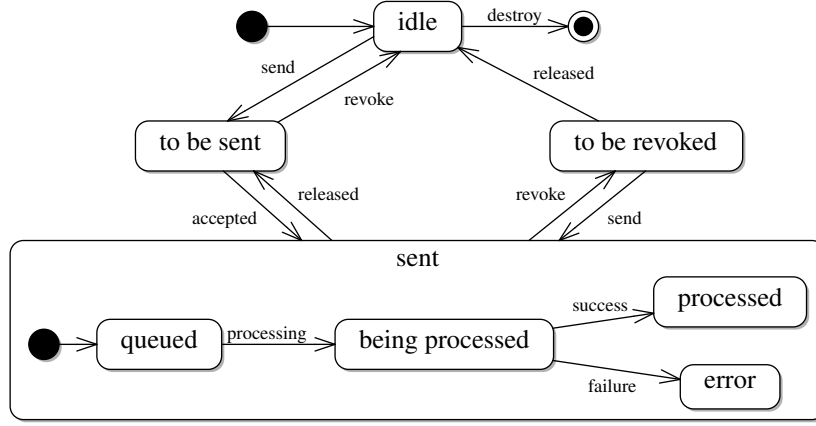 idle
destroy
send
revoke
released
to be sent
to be revoked
accepted
released
revoke
send
sent
queued
processing
being processed
success
processed
failure
error